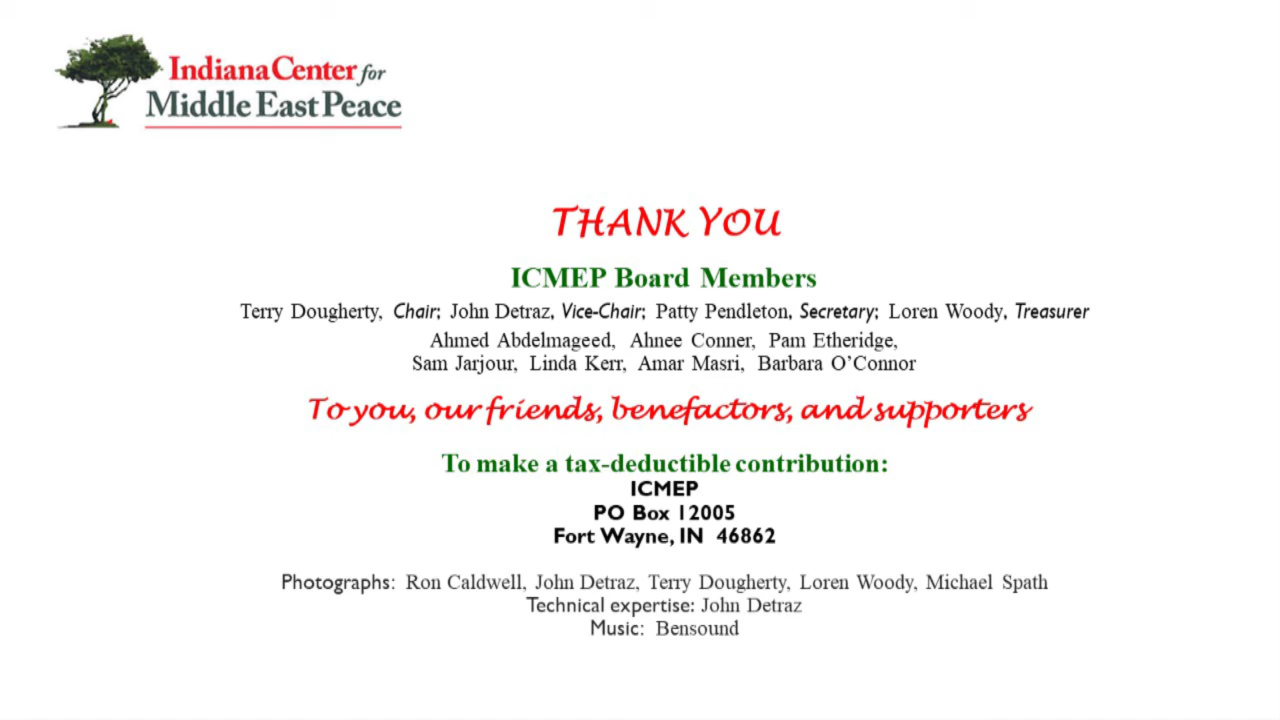 Indiana Center for
Middle East Peace
THANK YOU
ICMEP Board Members
Terry Dougherty, Chair; John Detraz, Vice-Chair; Patty Pendleton, Secretary; Loren Woody, Treasurer
Ahmed Abdelmageed, Ahnee Conner, Pam Etheridge,
Sam Jarjour, Linda Kerr, Amar Masri, Barbara O’Connor
To you, our friends, benefactors, and supporters
To make a tax-deductible contribution:
ICMEP
PO Box 12005
Fort Wayne, IN 46862
Photographs: Ron Caldwell, John Detraz, Terry Dougherty, Loren Woody, Michael Spath
Technical expertise: John Detraz
Music: Bensound